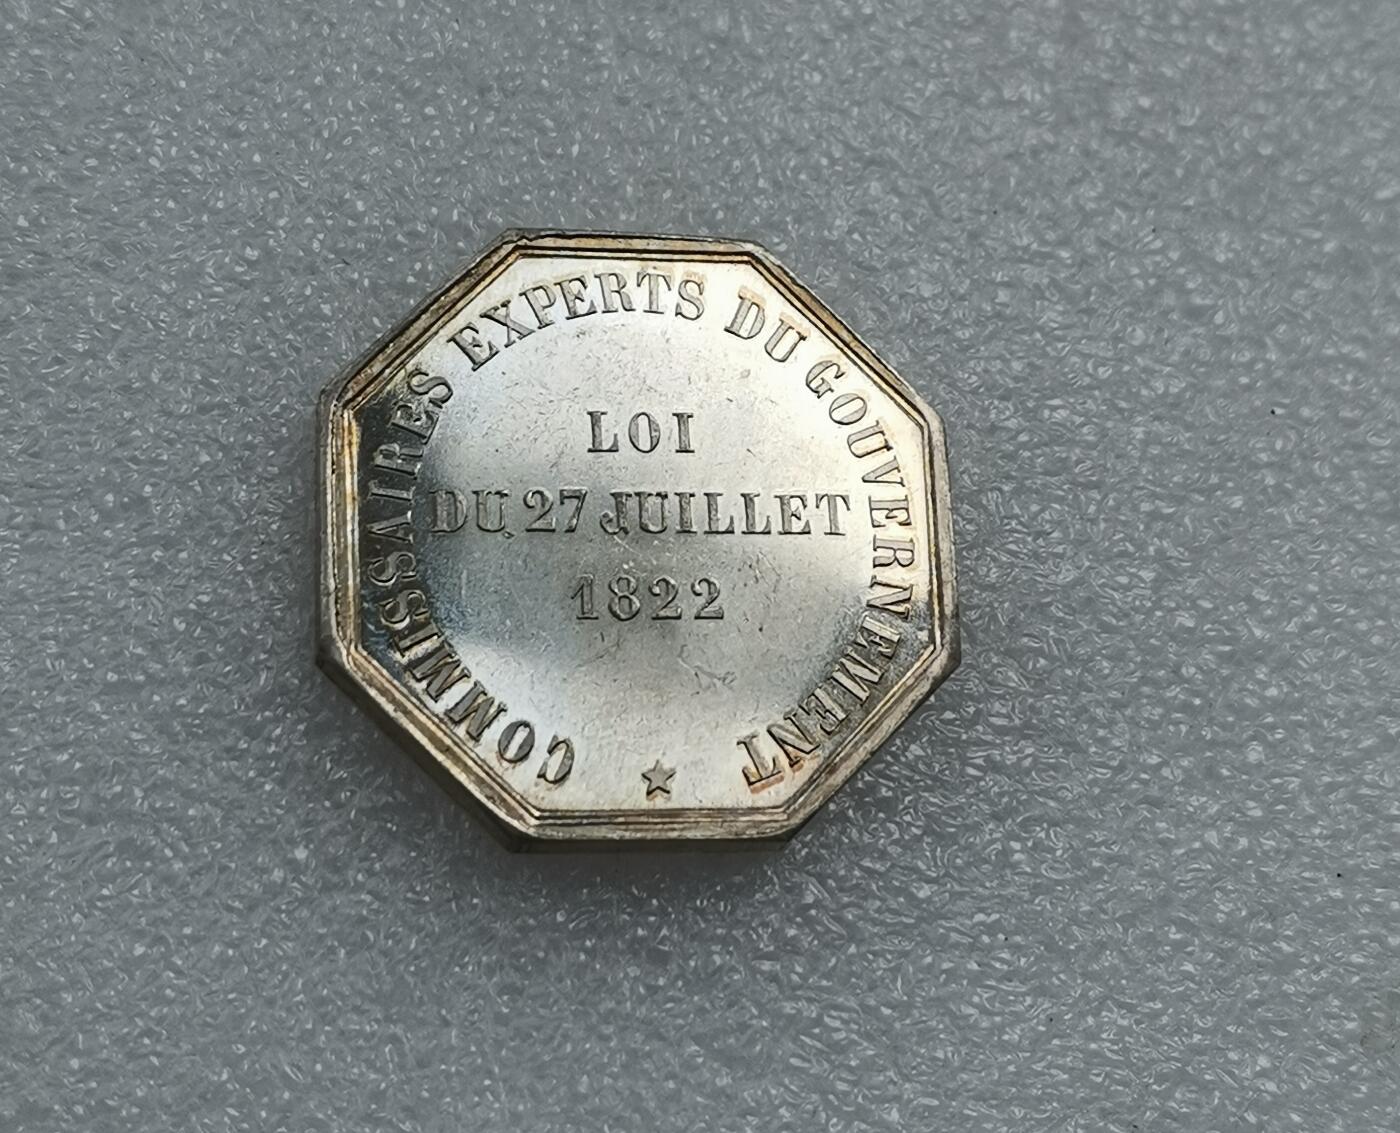 COMMISSAIRES EXPERTS DU GOUVERNEMENT
LOI
DU 27 JUILLET
1822